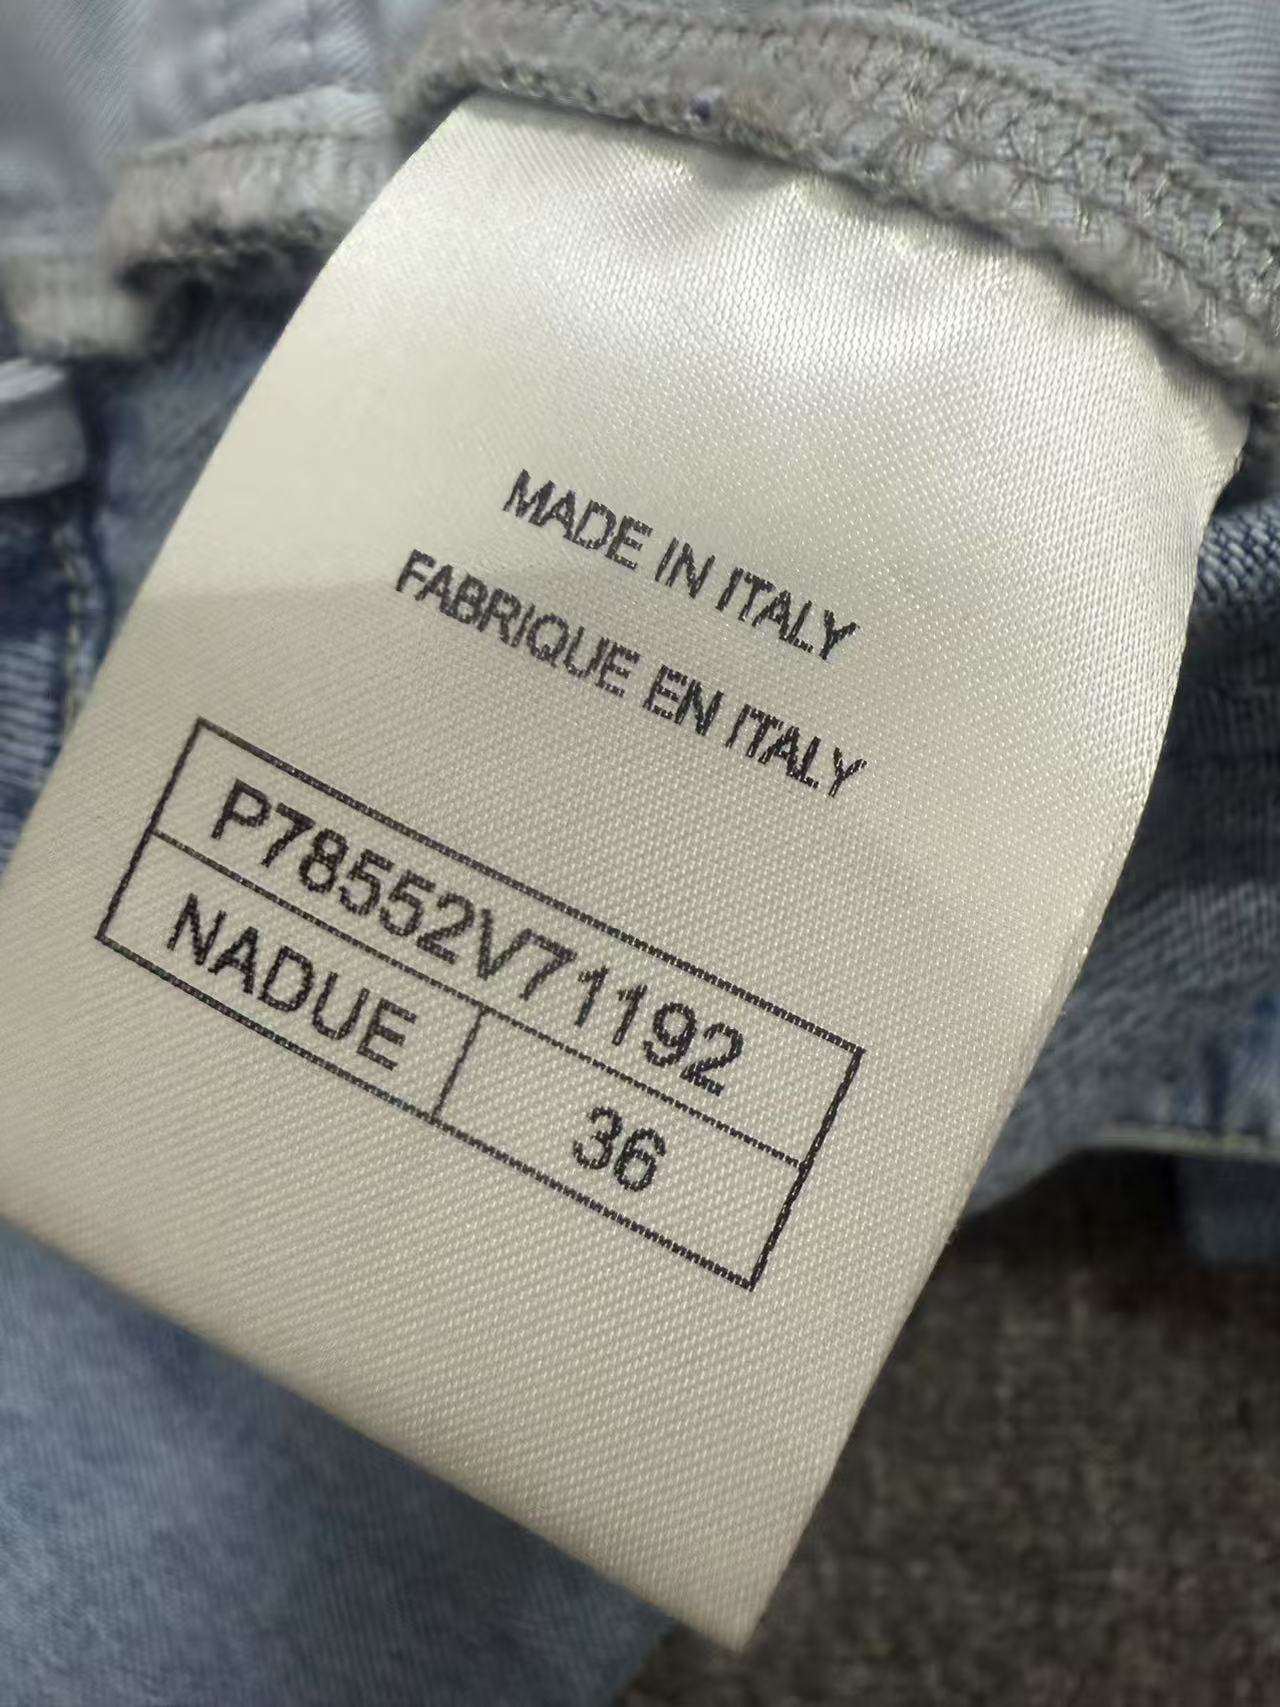 MADE IN ITALY
FABRIQUE EN ITALY
P78552V71192
NADUE 36